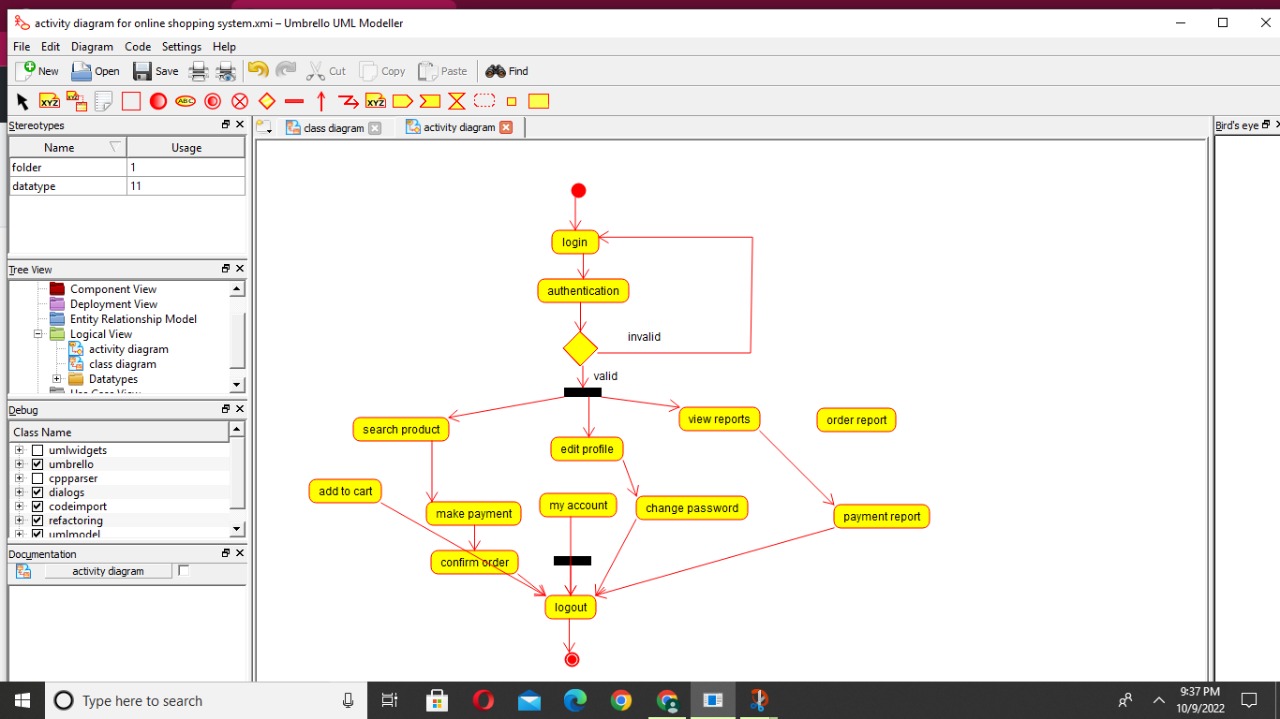 activity diagram for online shopping system.xmi – Umbrello UML Modeller
File Edit Diagram Code Settings Help
New Open Save Cut Copy Paste Find
XYZ ABC XYZ
Stereotypes
Name Usage
folder 1
datatype 11
Tree View
Component View
Deployment View
Entity Relationship Model
Logical View
activity diagram
class diagram
Datatypes
Debug
Class Name
umlwidgets
umbrello
cppparser
dialogs
codeimport
refactoring
umlmodel
Documentation
activity diagram
class diagram activity diagram
login
authentication
invalid
valid
search product
edit profile
view reports
order report
add to cart
make payment
my account
change password
payment report
confirm order
logout
Bird's eye
Type here to search
9:37 PM
10/9/2022